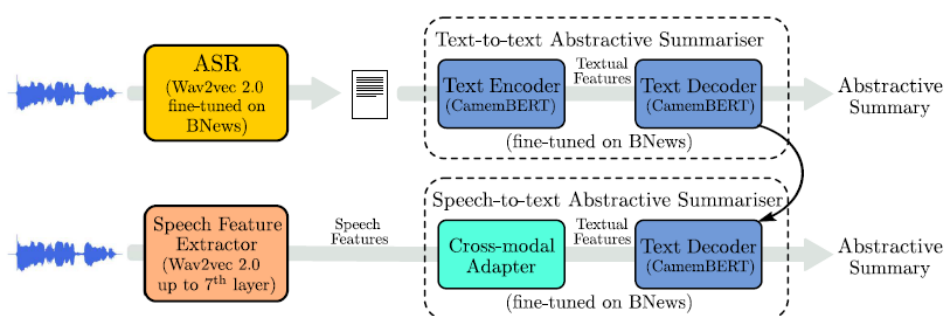 Text-to-text Abstractive Summariser
ASR
(Wav2vec 2.0
fine-tuned on
BNews)
Text Encoder
(CamemBERT)
Textual
Features
Text Decoder
(CamemBERT)
(fine-tuned on BNews)
Abstractive
Summary
Speech-to-text Abstractive Summariser
Speech Feature
Extractor
(Wav2vec 2.0
up to 7th layer)
Speech
Features
Cross-modal
Adapter
Textual
Features
Text Decoder
(CamemBERT)
(fine-tuned on BNews)
Abstractive
Summary